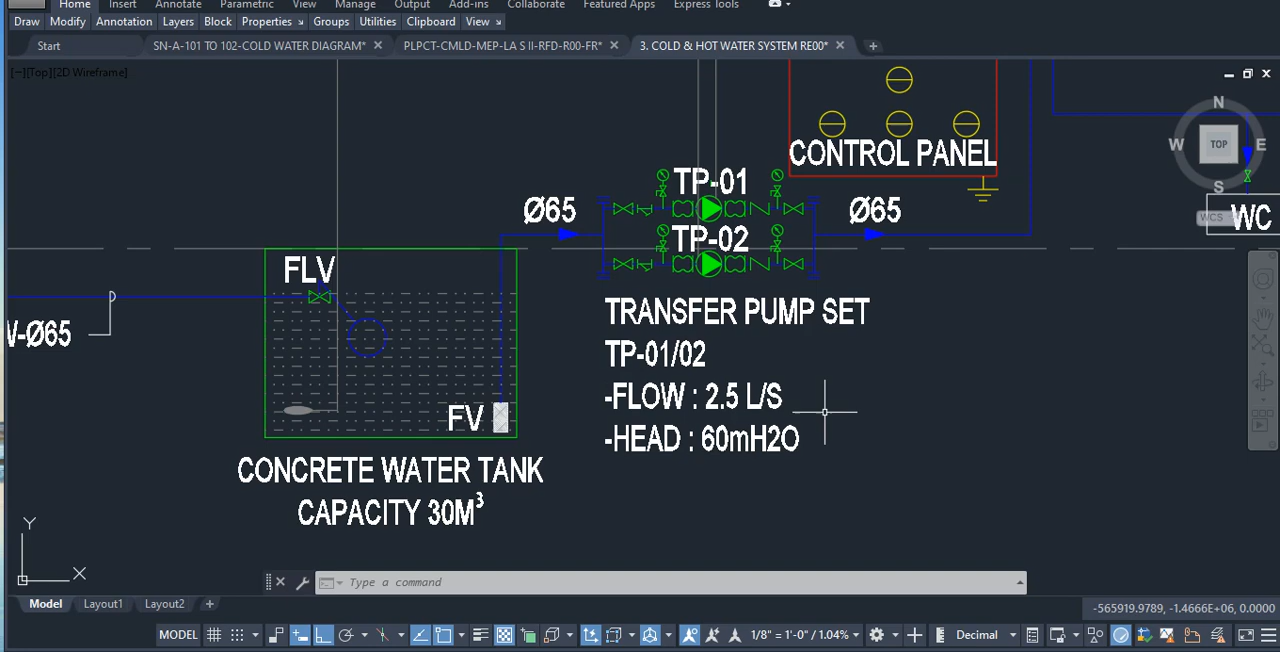 Home Insert Annotate Parametric View Manage Output Add-ins Collaborate Featured Apps Express Tools
Draw Modify Annotation Layers Block Properties Groups Utilities Clipboard View
Start SN-A-101 TO 102-COLD WATER DIAGRAM* PLPCT-CMLD-MEP-LA S II-RFD-R00-FR* 3. COLD & HOT WATER SYSTEM RE00*
[−][Top][2D Wireframe]
N
W TOP E
S
WCS
CONTROL PANEL
TP-01
Ø65
Ø65
WC
TP-02
FLV
V-Ø65
FV
TRANSFER PUMP SET
TP-01/02
-FLOW : 2.5 L/S
-HEAD : 60mH2O
CONCRETE WATER TANK
CAPACITY 30M³
Y
X
Type a command
Model Layout1 Layout2
-565919.9789, -1.4666E+06, 0.0000
MODEL 1/8" = 1'-0" / 1.04% Decimal